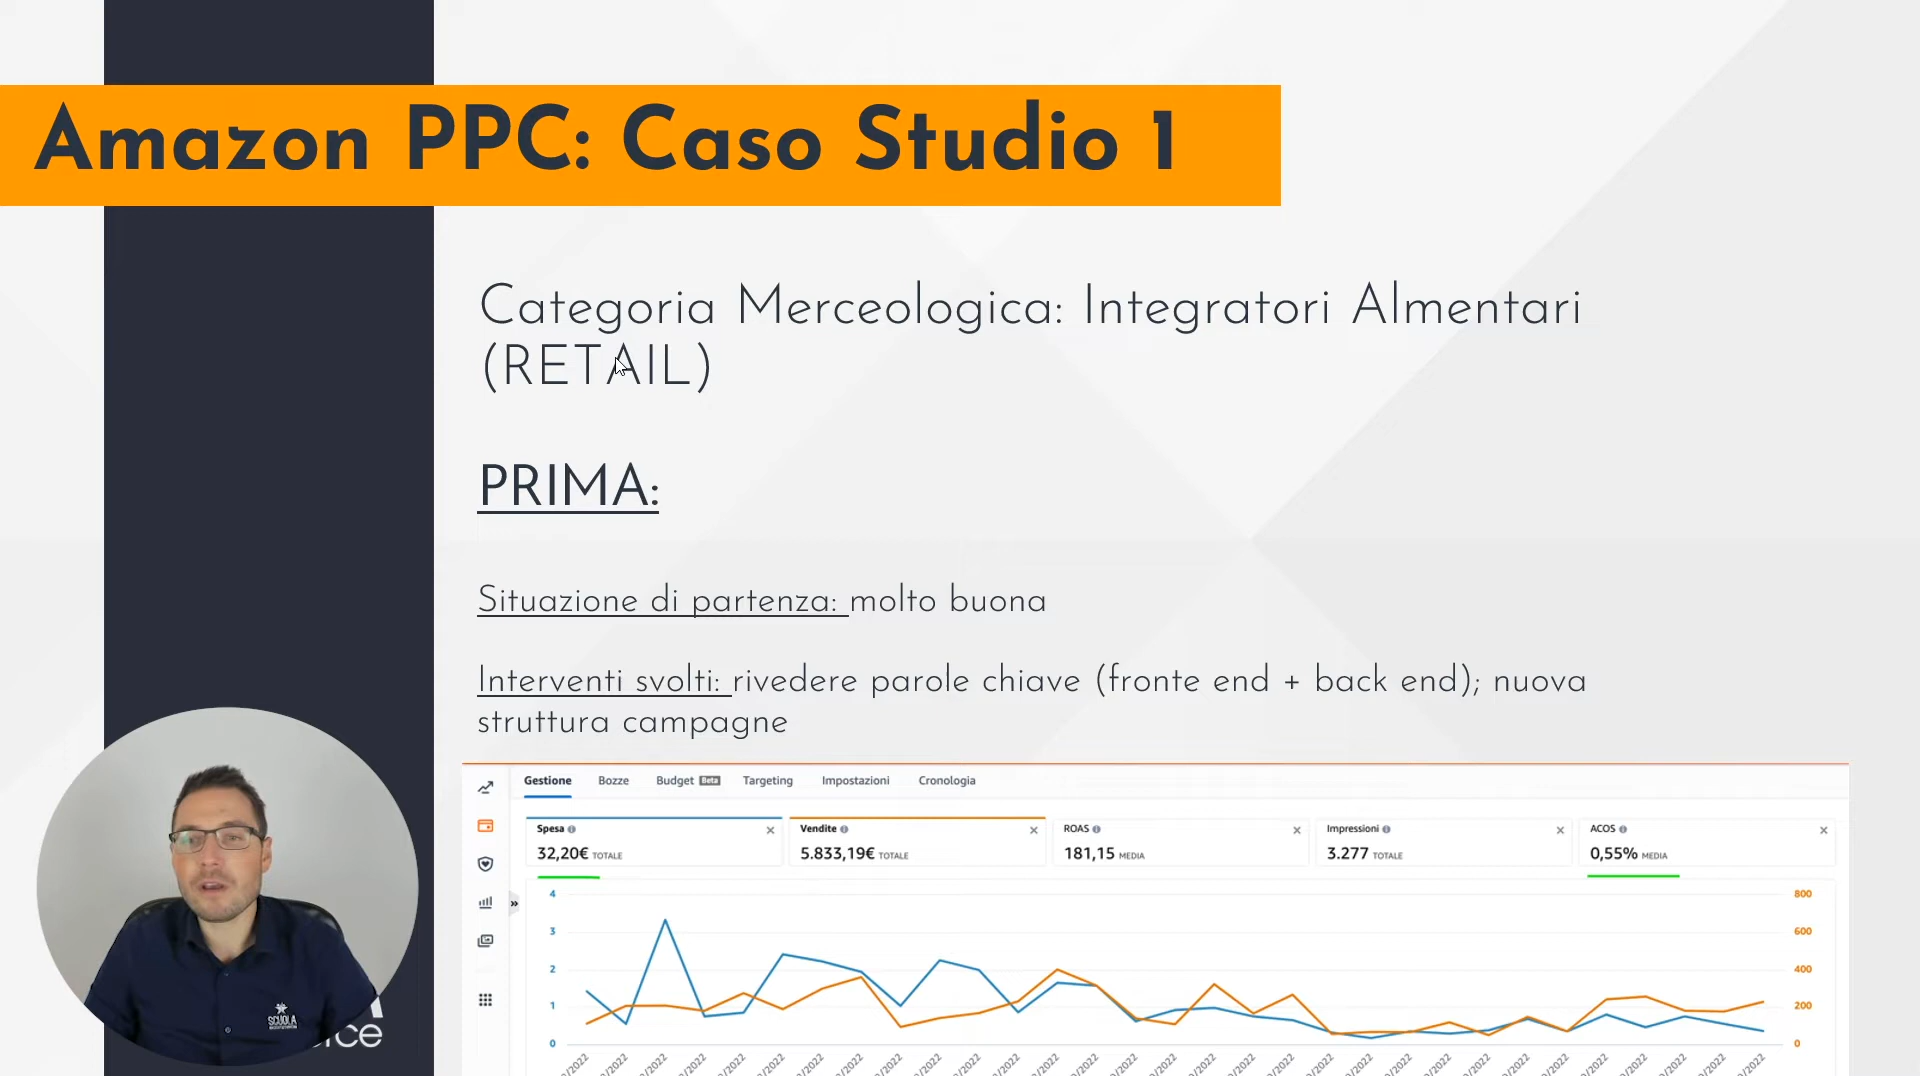 Amazon PPC: Caso Studio 1
Categoria Merceologica: Integratori Almentari
(RETAIL)
PRIMA:
Situazione di partenza: molto buona
Interventi svolti: rivedere parole chiave (fronte end + back end); nuova
struttura campagne
Gestione Bozze Budget Beta Targeting Impostazioni Cronologia
Spesa Vendite ROAS Impressioni ACOS
32,20€ TOTALE 5.833,19€ TOTALE 181,15 MEDIA 3.277 TOTALE 0,55% MEDIA
4 800
3 600
2 400
1 200
0 0
SCUOLA